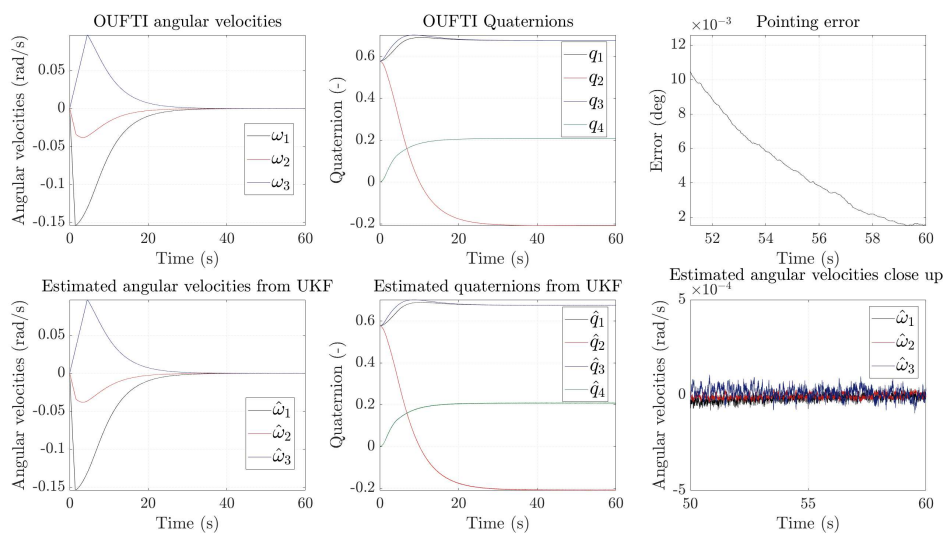 OUFTI angular velocities
Angular velocities (rad/s)
0.05
0
-0.05
-0.1
-0.15
0 20 40 60
Time (s)
ω₁
ω₂
ω₃
OUFTI Quaternions
Quaternion (-)
0.6
0.4
0.2
0
-0.2
0 20 40 60
Time (s)
q₁
q₂
q₃
q₄
Pointing error
×10⁻³
Error (deg)
12
10
8
6
4
2
52 54 56 58 60
Time (s)
Estimated angular velocities from UKF
Angular velocities (rad/s)
0.05
0
-0.05
-0.1
-0.15
0 20 40 60
Time (s)
ω̂₁
ω̂₂
ω̂₃
Estimated quaternions from UKF
Quaternion (-)
0.6
0.4
0.2
0
-0.2
0 20 40 60
Time (s)
q̂₁
q̂₂
q̂₃
q̂₄
Estimated angular velocities close up
×10⁻⁴
Angular velocities (rad/s)
5
0
-5
50 55 60
Time (s)
ω̂₁
ω̂₂
ω̂₃